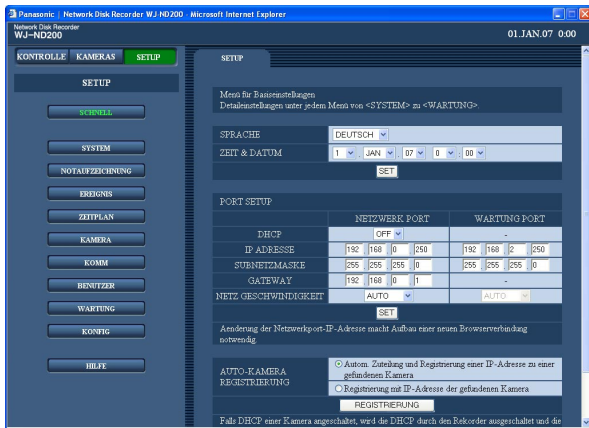 Panasonic | Network Disk Recorder WJ-ND200 - Microsoft Internet Explorer
Network Disk Recorder
WJ-ND200
01.JAN.07 0:00
KONTROLLE KAMERAS SETUP
SETUP
SCHNELL
SYSTEM
NOTAUFZEICHNUNG
EREIGNIS
ZEITPLAN
KAMERA
KOMM
BENUTZER
WARTUNG
KONFIG
HILFE
SETUP
Menü für Basiseinstellungen
Detaileinstellungen unter jedem Menü von <SYSTEM> zu <WARTUNG>.
SPRACHE DEUTSCH
ZEIT & DATUM 1 . JAN . 07 0 : 00
SET
PORT SETUP
NETZWERK PORT WARTUNG PORT
DHCP OFF -
IP ADRESSE 192 . 168 . 0 . 250 192 . 168 . 2 . 250
SUBNETZMASKE 255 . 255 . 255 . 0 255 . 255 . 255 . 0
GATEWAY 192 . 168 . 0 . 1 -
NETZ GESCHWINDIGKEIT AUTO AUTO
SET
Aenderung der Netzwerkport-IP-Adresse macht Aufbau einer neuen Browserverbindung
notwendig.
AUTO-KAMERA
REGISTRIERUNG
Autom. Zuteilung und Registrierung einer IP-Adresse zu einer
gefundenen Kamera
Registrierung mit IP-Adresse der gefundenen Kamera
REGISTRIERUNG
Falls DHCP einer Kamera angeschaltet, wird die DHCP durch den Rekorder ausgeschaltet und die